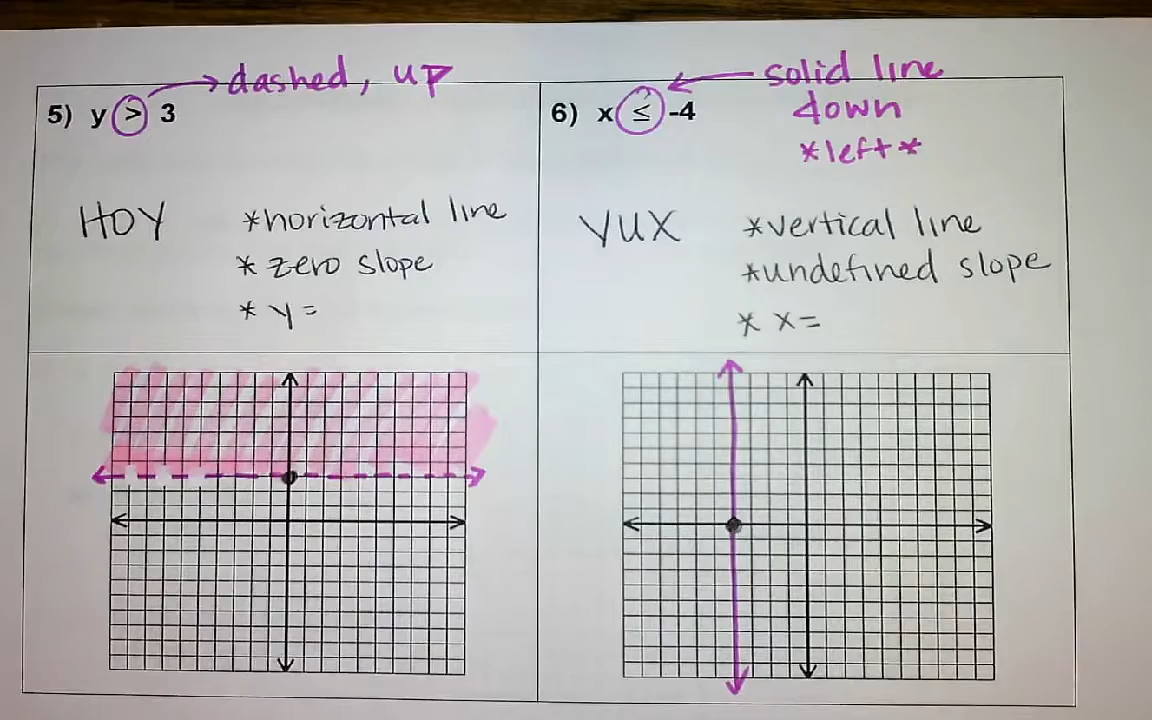 →dashed, up
5) y > 3
HOY
*horizontal line
* zero slope
* y=
solid line
6) x ≤ -4
down
*left*
VUX
*vertical line
*undefined slope
* x=